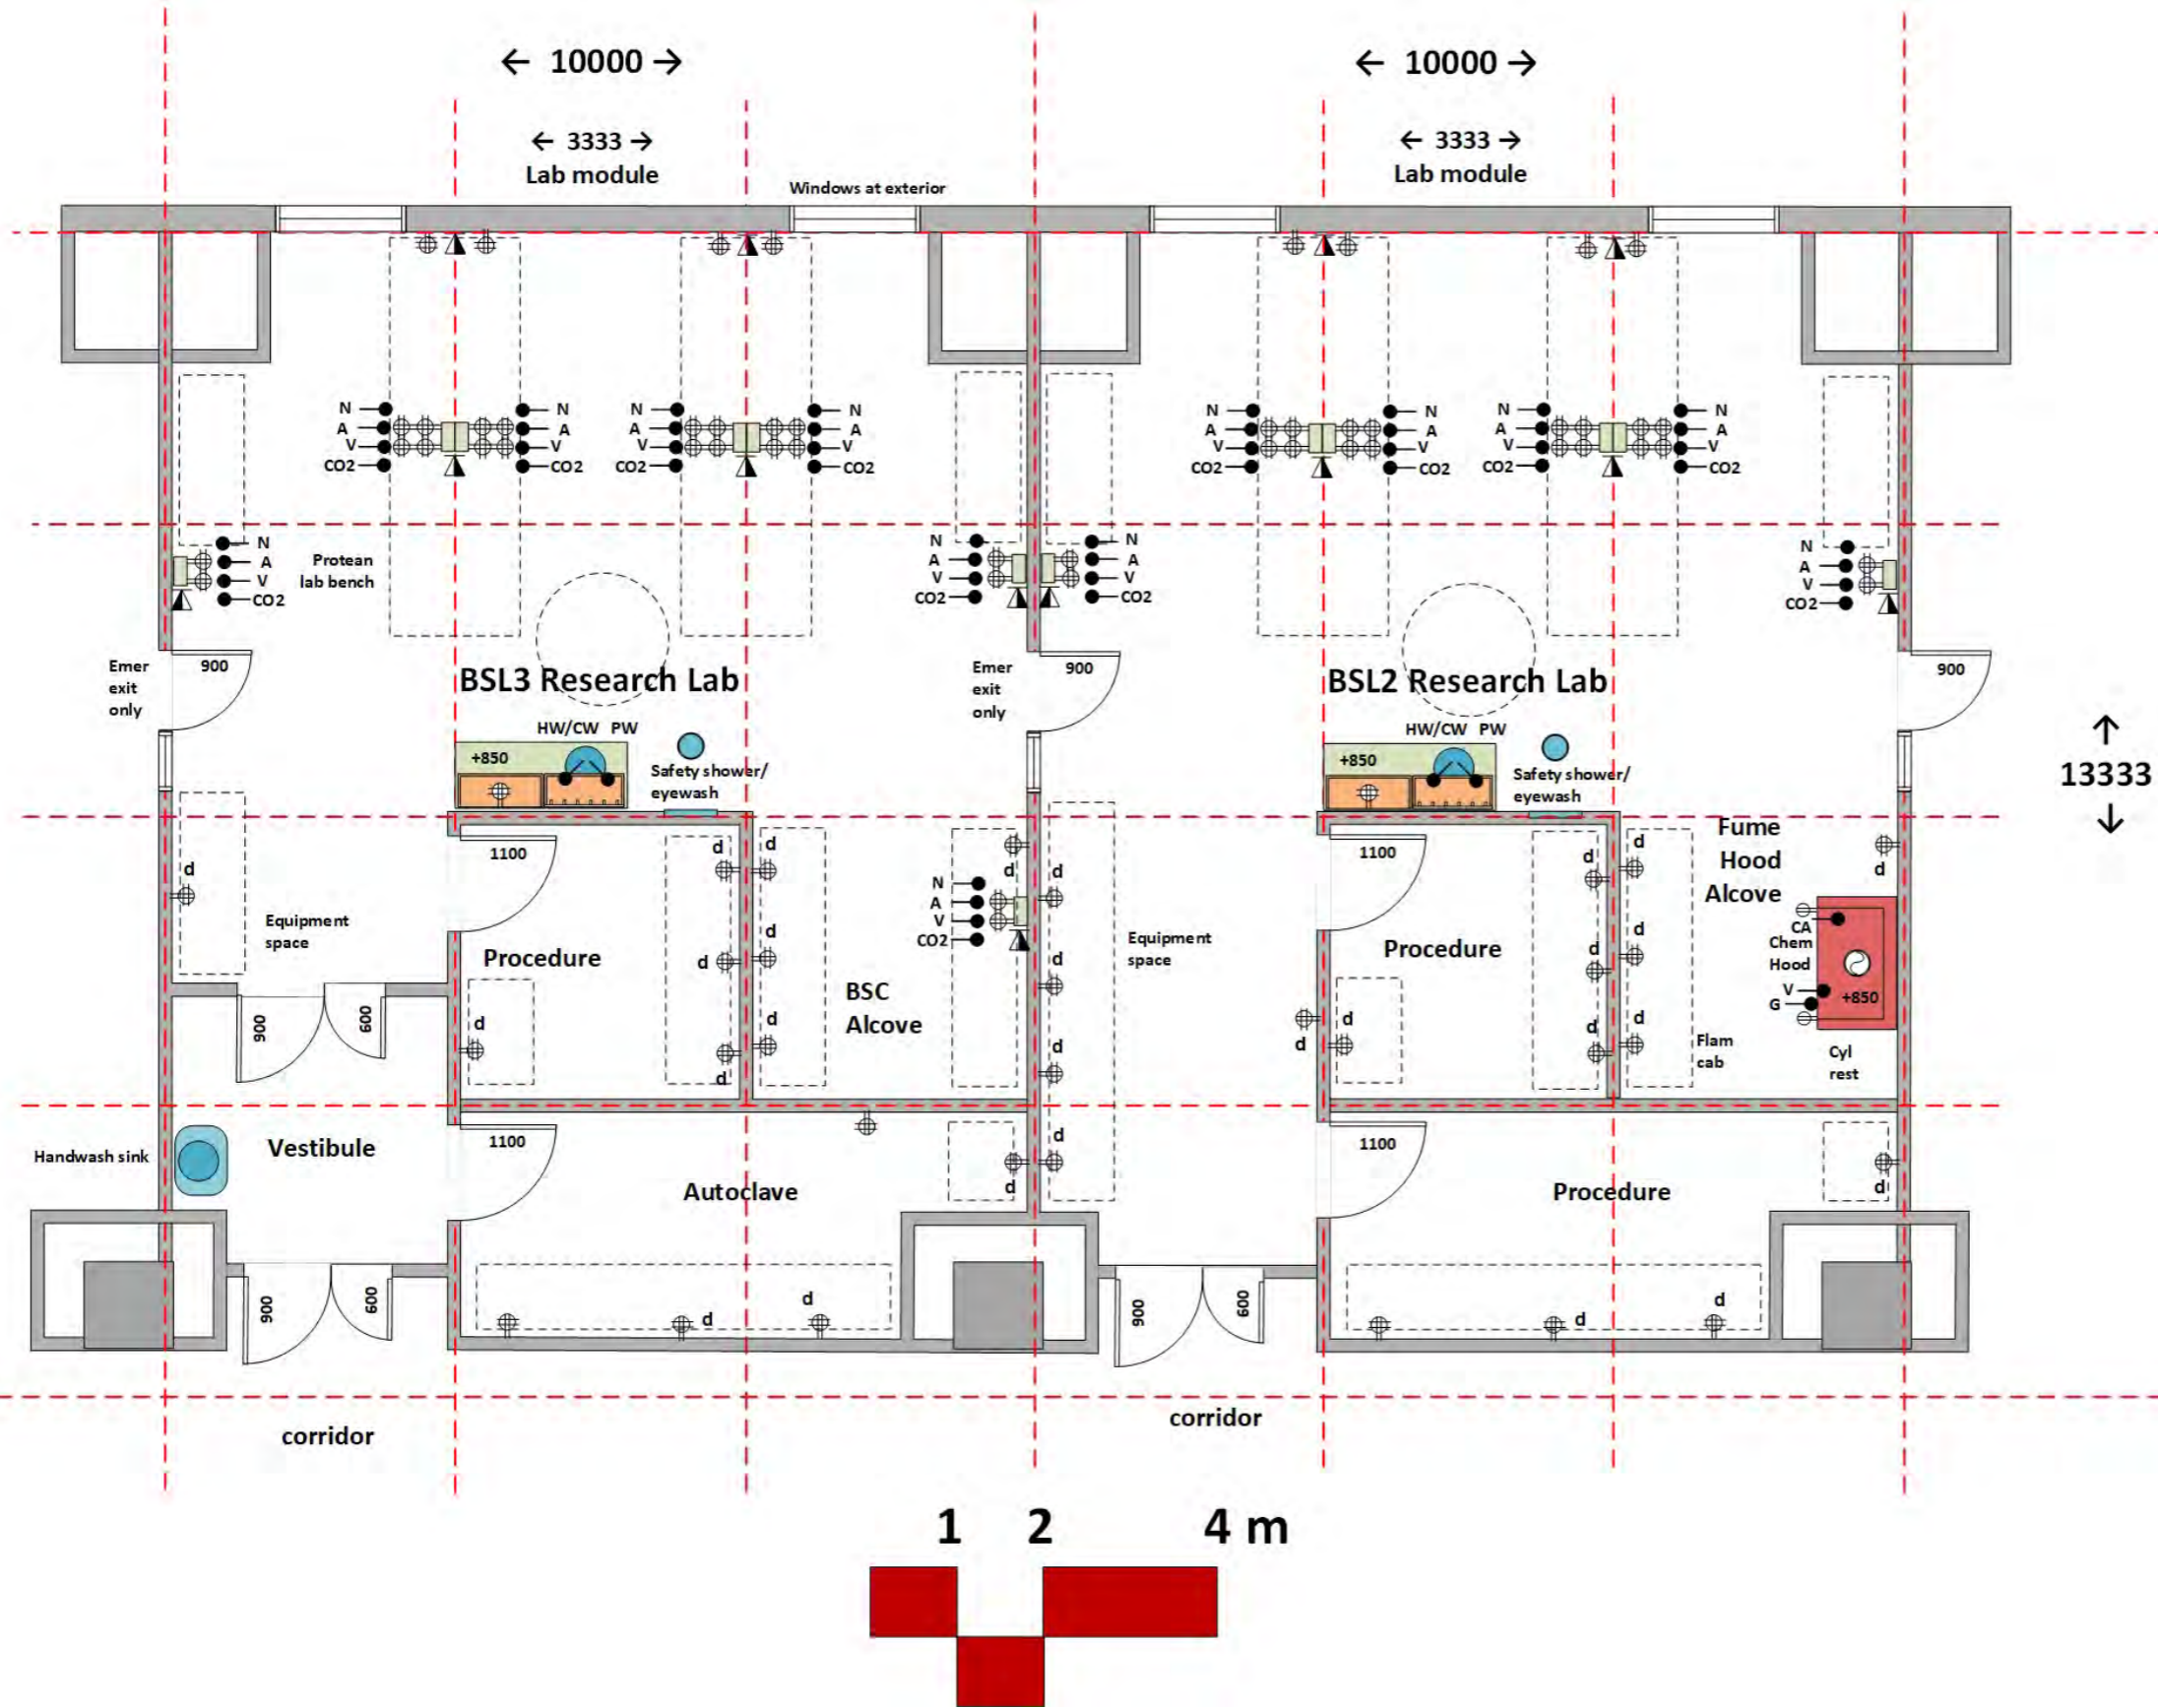 ← 10000 →
← 10000 →
← 3333 →
Lab module
← 3333 →
Lab module
Windows at exterior
N
A
V
CO2
N
A
V
CO2
N
A
V
CO2
N
A
V
CO2
N
A
V
CO2
N
A
V
CO2
N
A
V
CO2
N
A
V
CO2
N
A
V
CO2
Protean
lab bench
N
A
V
CO2
N
A
V
CO2
N
A
V
CO2
Emer
exit
only
900
BSL3 Research Lab
Emer
exit
only
900
BSL2 Research Lab
900
HW/CW PW
+850
Safety shower/
eyewash
HW/CW PW
+850
Safety shower/
eyewash
↑
13333
↓
d
Equipment
space
1100
Procedure
d
d
d
d
d
d
d
d
N
A
V
CO2
BSC
Alcove
d
d
d
d
Equipment
space
1100
Procedure
d
d
d
d
d
d
d
d
Fume
Hood
Alcove
d
CA
Chem
Hood
V
G
+850
Flam
cab
Cyl
rest
900
600
Handwash sink
Vestibule
1100
Autoclave
d
d
d
1100
Procedure
d
d
d
900
600
900
600
corridor
corridor
1 2 4 m